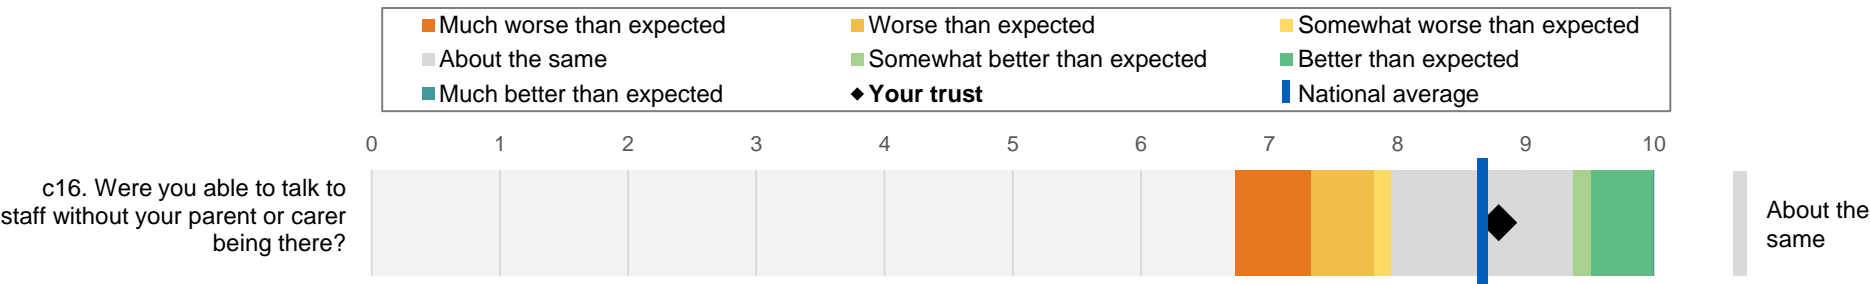 Much worse than expected Worse than expected Somewhat worse than expected
About the same Somewhat better than expected Better than expected
Much better than expected Your trust National average
0 1 2 3 4 5 6 7 8 9 10
c16. Were you able to talk to
staff without your parent or carer
being there?
About the
same